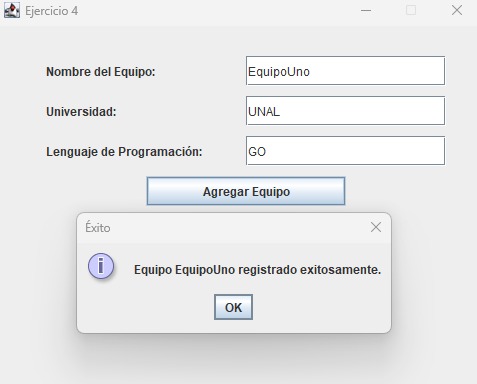 Ejercicio 4
Nombre del Equipo: EquipoUno
Universidad: UNAL
Lenguaje de Programación: GO
Agregar Equipo
Éxito
Equipo EquipoUno registrado exitosamente.
OK